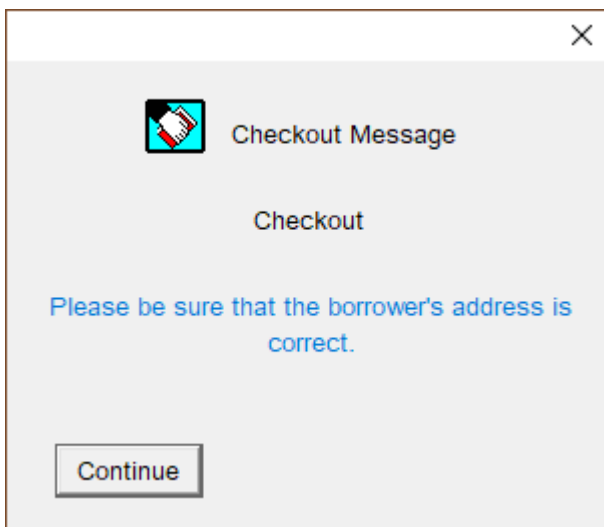 Checkout Message
Checkout
Please be sure that the borrower's address is
correct.
Continue